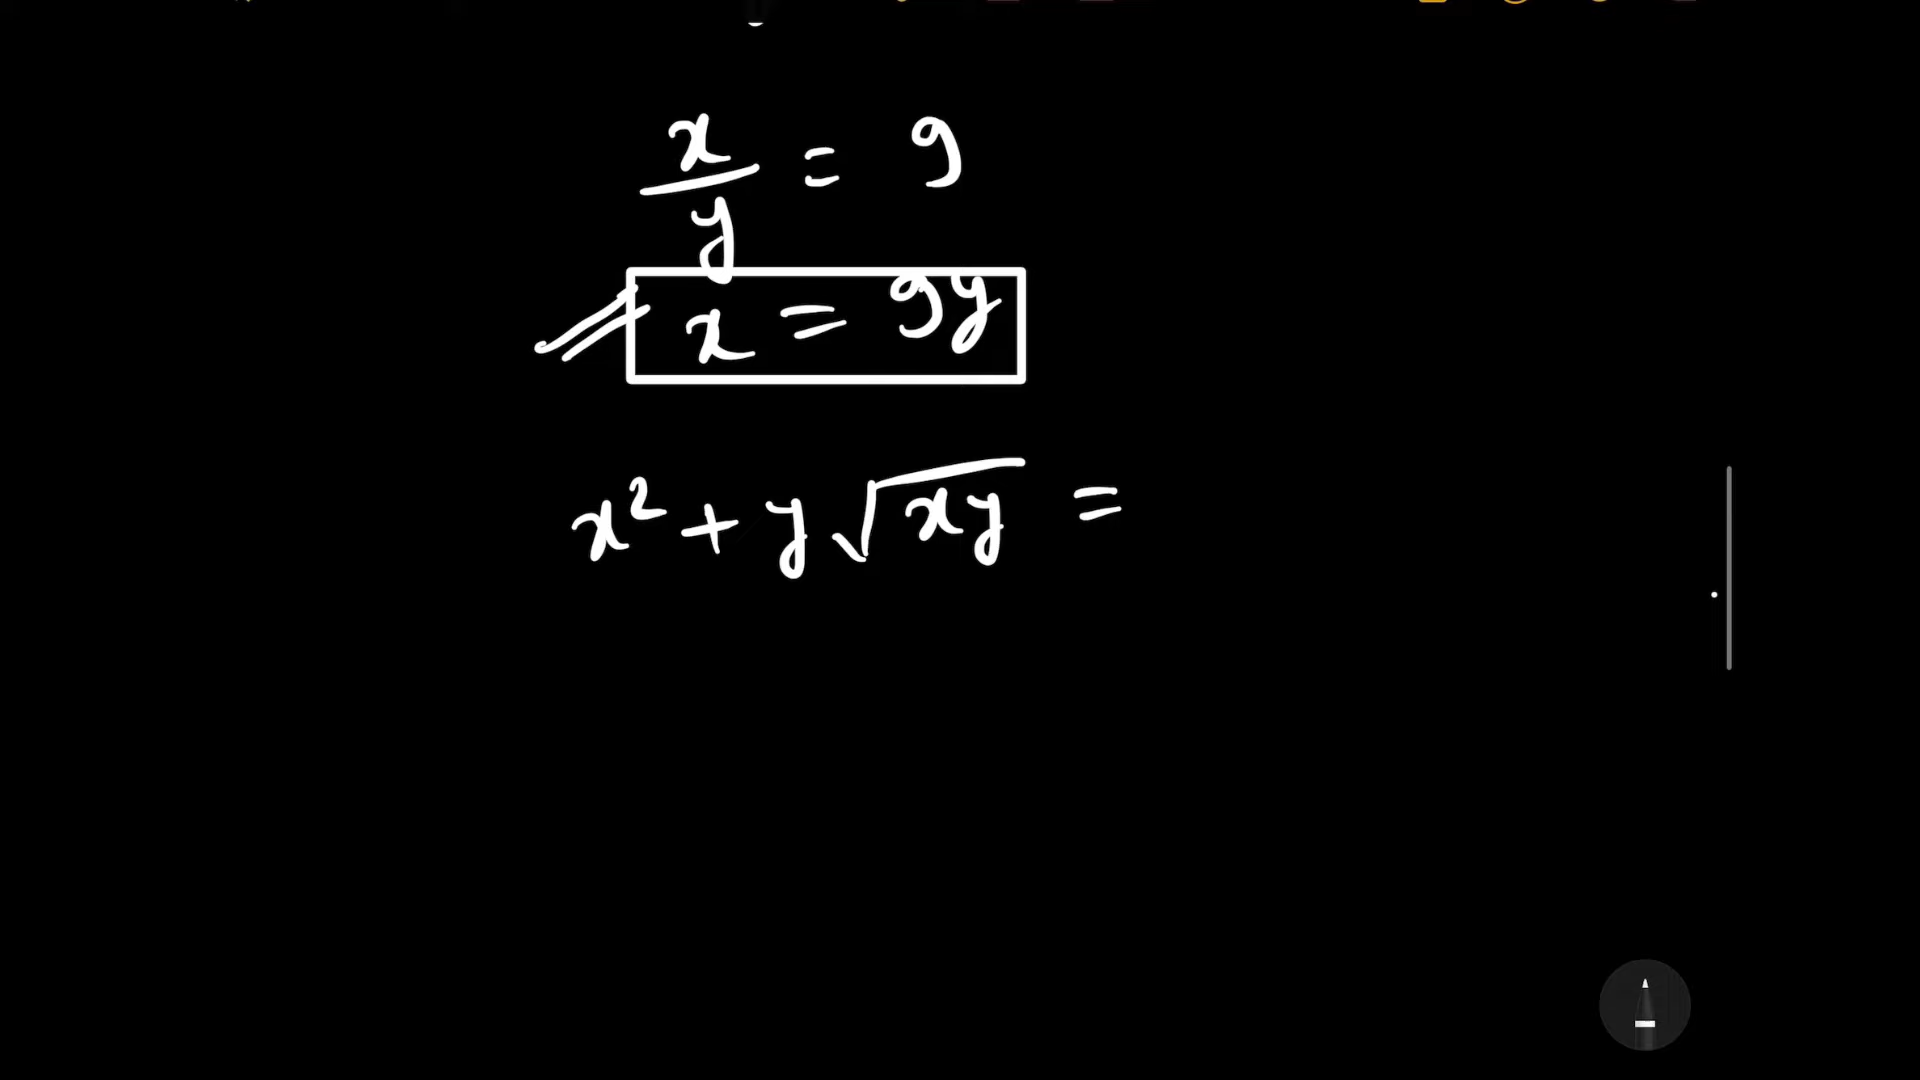 x/y = 9
x = 9y
x² + y√xy =